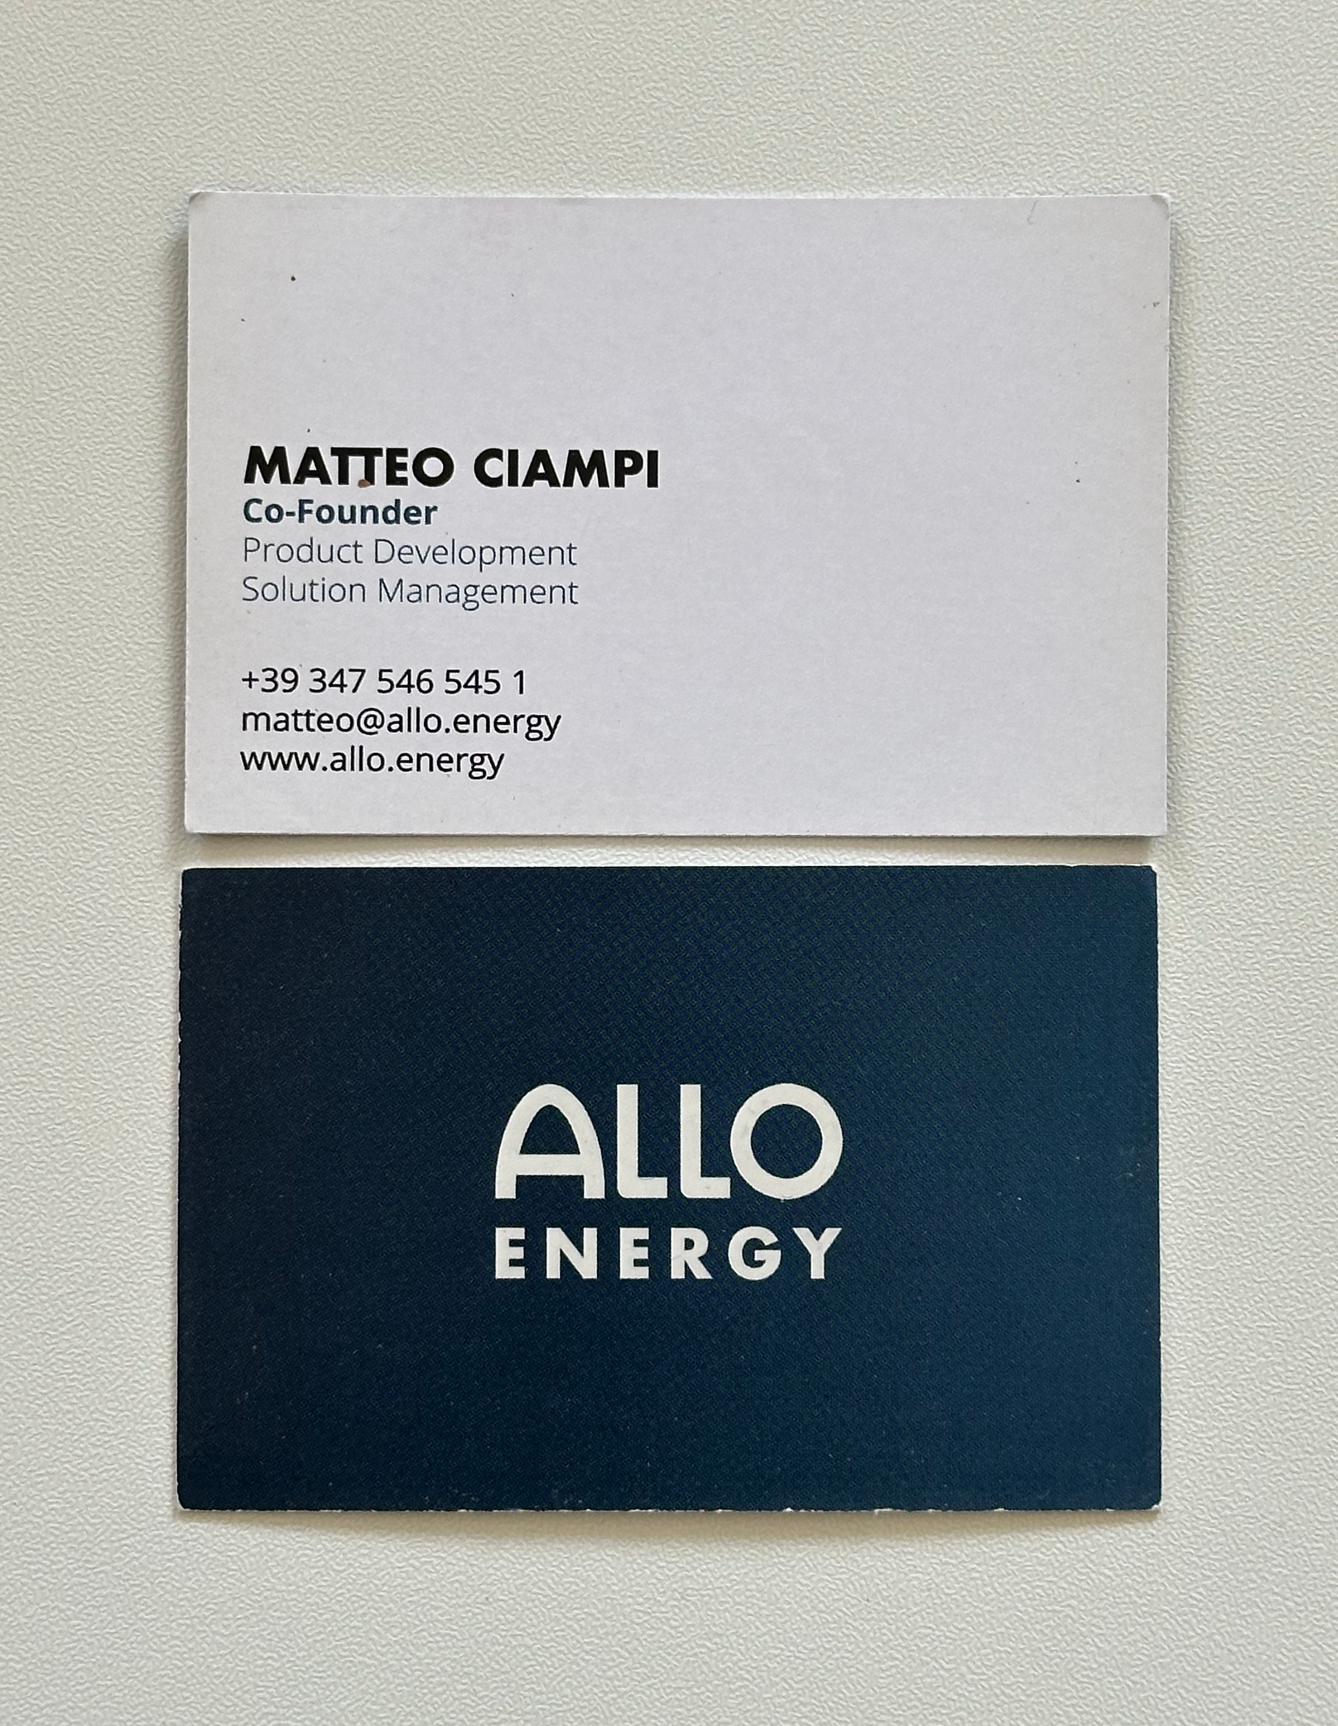 MATTEO CIAMPI
Co-Founder
Product Development
Solution Management
+39 347 546 545 1
matteo@allo.energy
www.allo.energy
ALLO
ENERGY